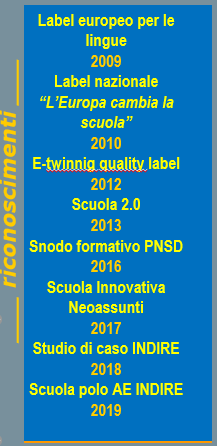 riconoscimenti
Label europeo per le
lingue
2009
Label nazionale
“L’Europa cambia la
scuola”
2010
E-twinnig quality label
2012
Scuola 2.0
2013
Snodo formativo PNSD
2016
Scuola Innovativa
Neoassunti
2017
Studio di caso INDIRE
2018
Scuola polo AE INDIRE
2019